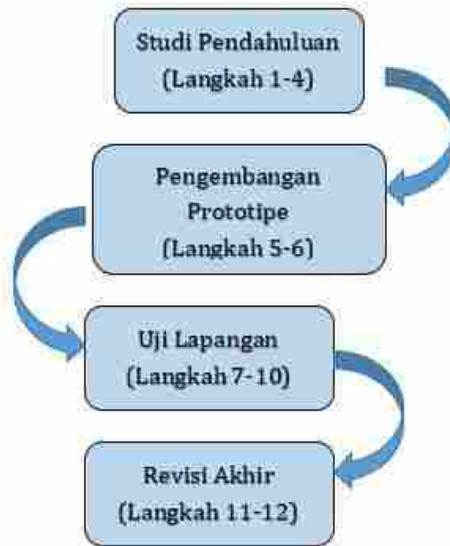 Studi Pendahuluan
(Langkah 1-4)
Pengembangan
Prototipe
(Langkah 5-6)
Uji Lapangan
(Langkah 7-10)
Revisi Akhir
(Langkah 11-12)